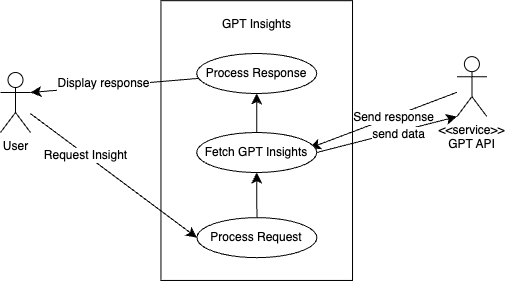 GPT Insights
Process Response
Display response
Send response
send data
<<service>>
GPT API
User
Fetch GPT Insights
Request Insight
Process Request